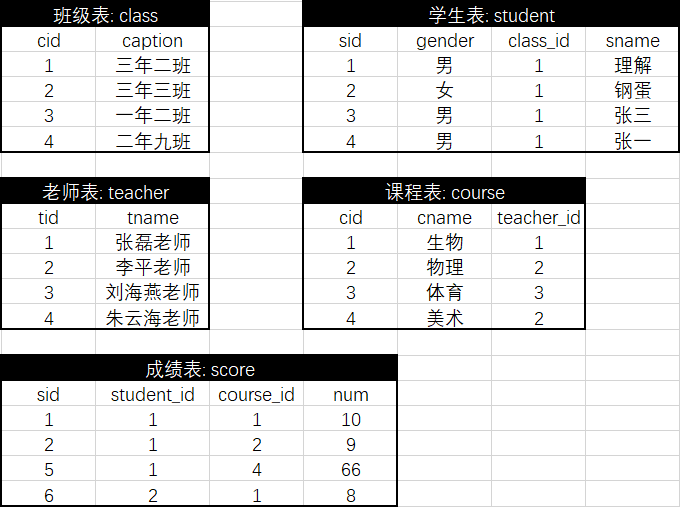 班级表: class
cid caption
1 三年二班
2 三年三班
3 一年二班
4 二年九班
学生表: student
sid gender class_id sname
1 男 1 理解
2 女 1 钢蛋
3 男 1 张三
4 男 1 张一
老师表: teacher
tid tname
1 张磊老师
2 李平老师
3 刘海燕老师
4 朱云海老师
课程表: course
cid cname teacher_id
1 生物 1
2 物理 2
3 体育 3
4 美术 2
成绩表: score
sid student_id course_id num
1 1 1 10
2 1 2 9
5 1 4 66
6 2 1 8